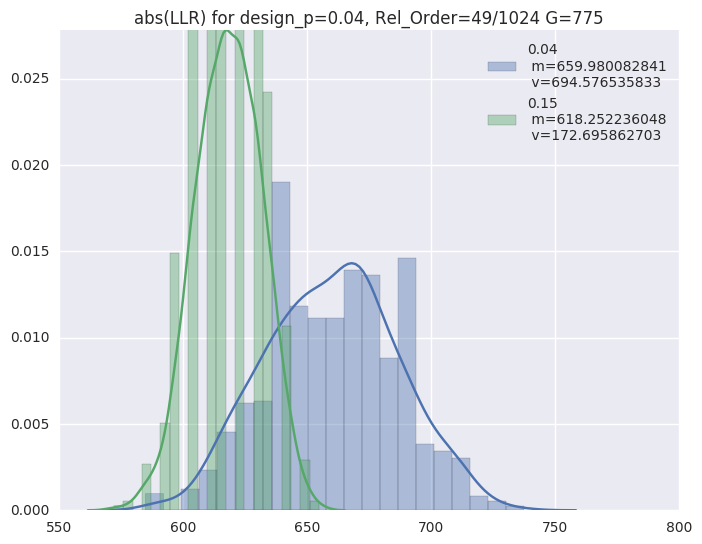 abs(LLR) for design_p=0.04, Rel_Order=49/1024 G=775
0.04
m=659.980082841
v=694.576535833
0.15
m=618.252236048
v=172.695862703
0.025
0.020
0.015
0.010
0.005
0.000
550
600
650
700
750
800